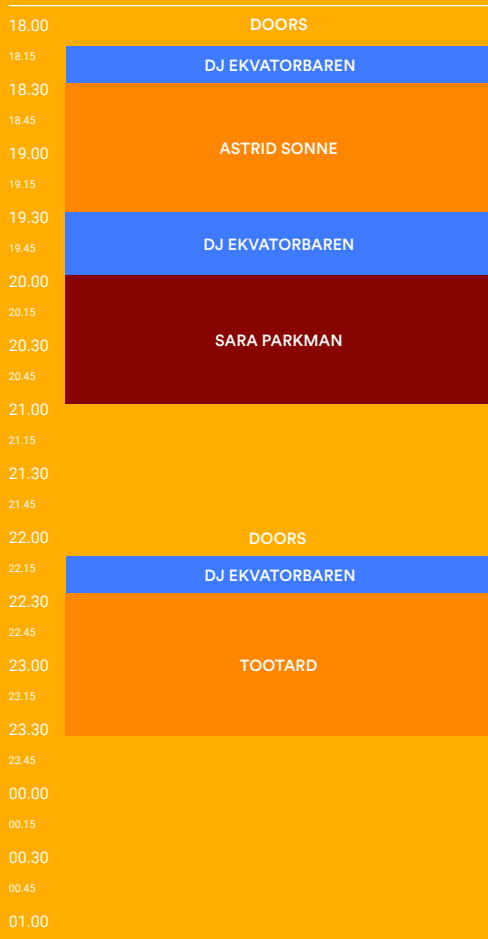 18.00 DOORS
18.15
DJ EKVATORBAREN
18.30
18.45
ASTRID SONNE
19.00
19.15
19.30
19.45 DJ EKVATORBAREN
20.00
20.15
20.30 SARA PARKMAN
20.45
21.00
21.15
21.30
21.45
22.00 DOORS
22.15 DJ EKVATORBAREN
22.30
22.45
23.00 TOOTARD
23.15
23.30
23.45
00.00
00.15
00.30
00.45
01.00